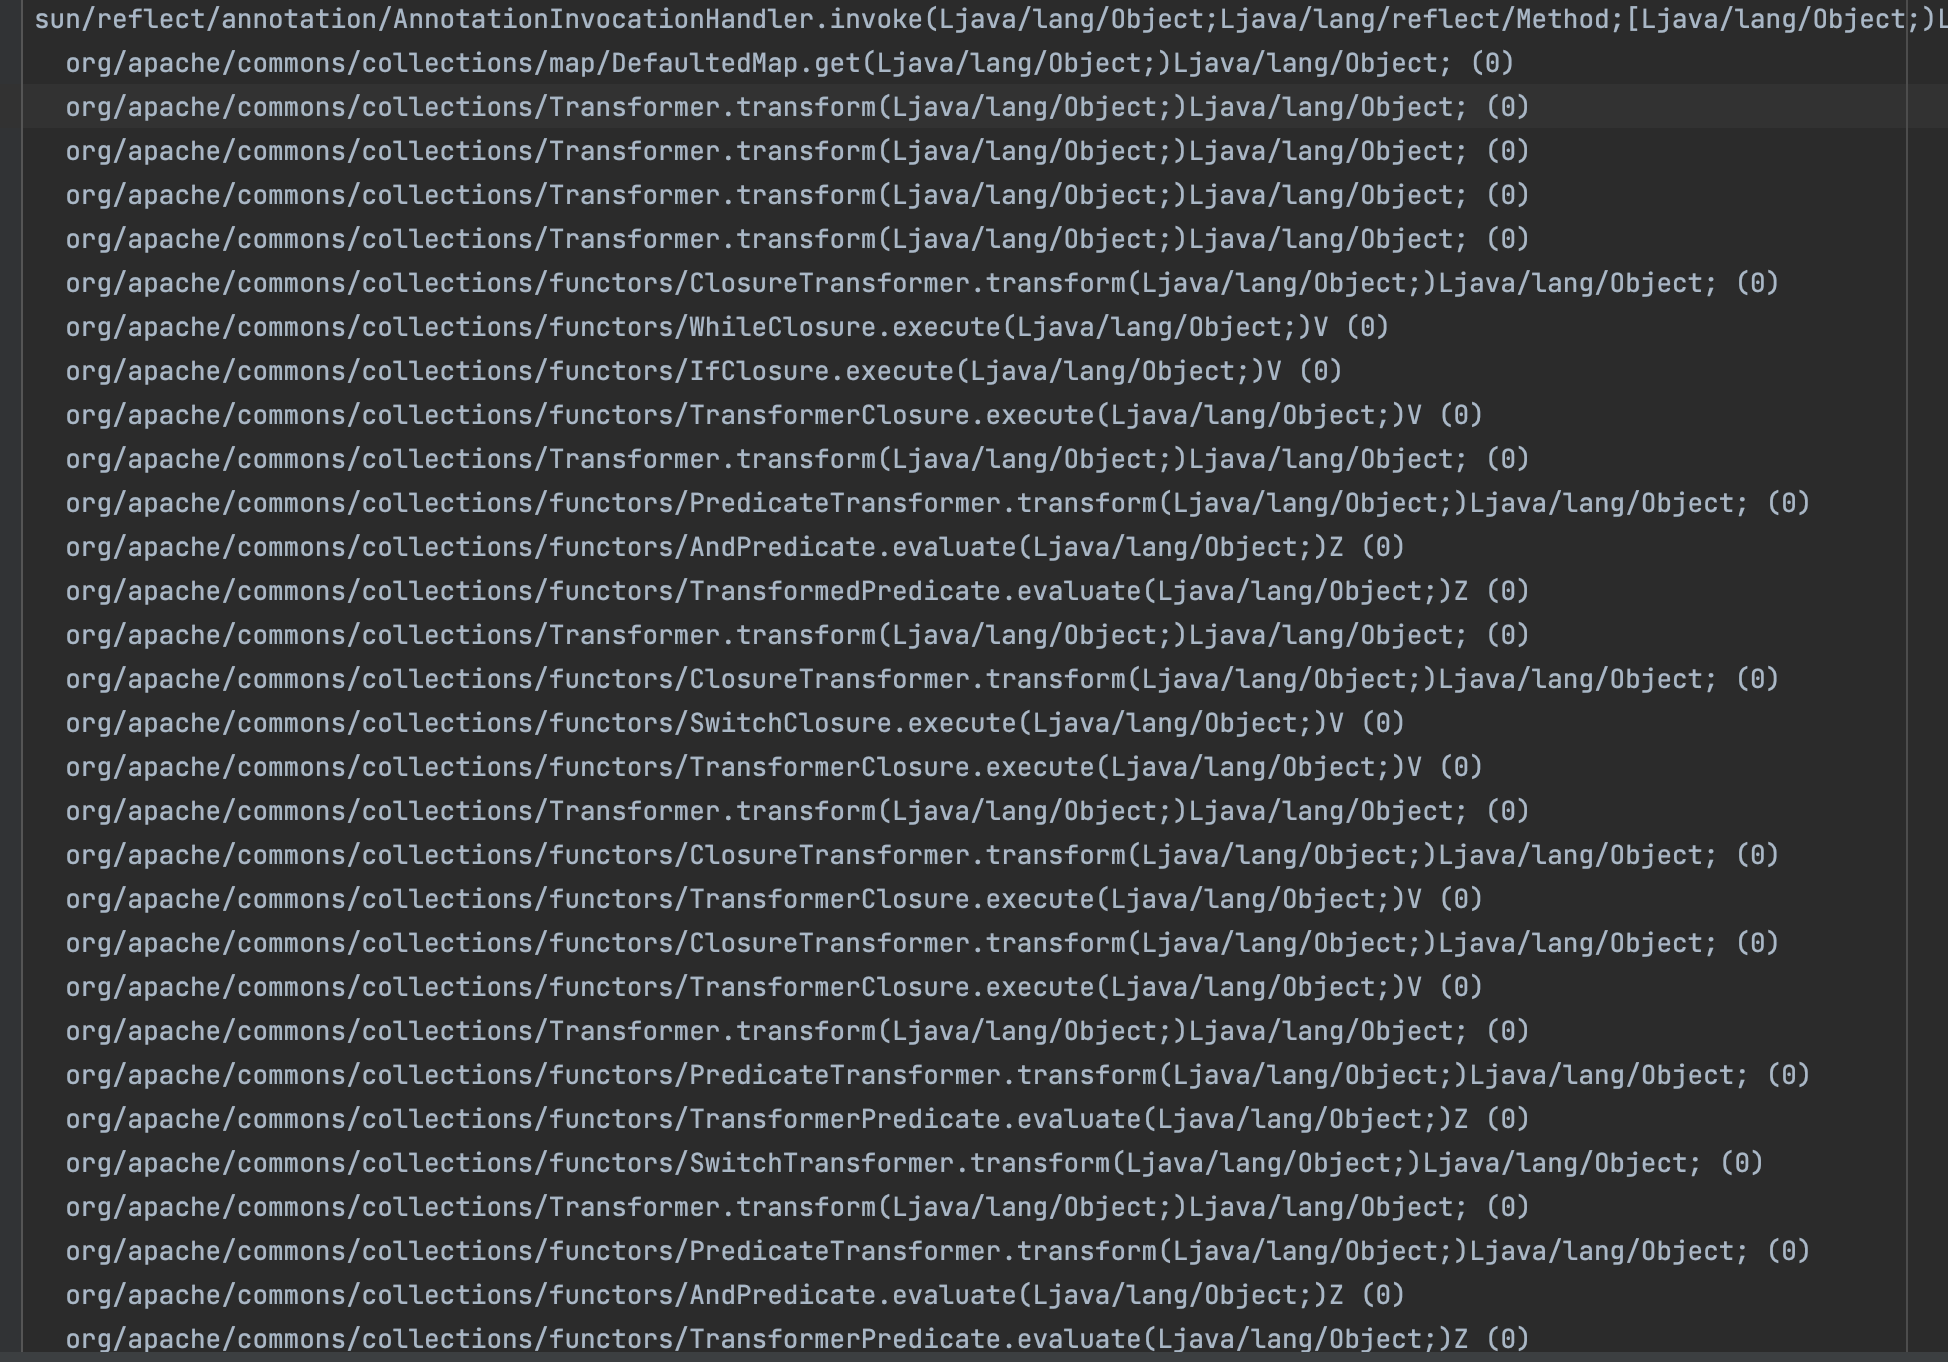 sun/reflect/annotation/AnnotationInvocationHandler.invoke(Ljava/lang/Object;Ljava/lang/reflect/Method;[Ljava/lang/Object;)L
org/apache/commons/collections/map/DefaultedMap.get(Ljava/lang/Object;)Ljava/lang/Object; (0)
org/apache/commons/collections/Transformer.transform(Ljava/lang/Object;)Ljava/lang/Object; (0)
org/apache/commons/collections/Transformer.transform(Ljava/lang/Object;)Ljava/lang/Object; (0)
org/apache/commons/collections/Transformer.transform(Ljava/lang/Object;)Ljava/lang/Object; (0)
org/apache/commons/collections/Transformer.transform(Ljava/lang/Object;)Ljava/lang/Object; (0)
org/apache/commons/collections/functors/ClosureTransformer.transform(Ljava/lang/Object;)Ljava/lang/Object; (0)
org/apache/commons/collections/functors/WhileClosure.execute(Ljava/lang/Object;)V (0)
org/apache/commons/collections/functors/IfClosure.execute(Ljava/lang/Object;)V (0)
org/apache/commons/collections/functors/TransformerClosure.execute(Ljava/lang/Object;)V (0)
org/apache/commons/collections/Transformer.transform(Ljava/lang/Object;)Ljava/lang/Object; (0)
org/apache/commons/collections/functors/PredicateTransformer.transform(Ljava/lang/Object;)Ljava/lang/Object; (0)
org/apache/commons/collections/functors/AndPredicate.evaluate(Ljava/lang/Object;)Z (0)
org/apache/commons/collections/functors/TransformedPredicate.evaluate(Ljava/lang/Object;)Z (0)
org/apache/commons/collections/Transformer.transform(Ljava/lang/Object;)Ljava/lang/Object; (0)
org/apache/commons/collections/functors/ClosureTransformer.transform(Ljava/lang/Object;)Ljava/lang/Object; (0)
org/apache/commons/collections/functors/SwitchClosure.execute(Ljava/lang/Object;)V (0)
org/apache/commons/collections/functors/TransformerClosure.execute(Ljava/lang/Object;)V (0)
org/apache/commons/collections/Transformer.transform(Ljava/lang/Object;)Ljava/lang/Object; (0)
org/apache/commons/collections/functors/ClosureTransformer.transform(Ljava/lang/Object;)Ljava/lang/Object; (0)
org/apache/commons/collections/functors/TransformerClosure.execute(Ljava/lang/Object;)V (0)
org/apache/commons/collections/functors/ClosureTransformer.transform(Ljava/lang/Object;)Ljava/lang/Object; (0)
org/apache/commons/collections/functors/TransformerClosure.execute(Ljava/lang/Object;)V (0)
org/apache/commons/collections/Transformer.transform(Ljava/lang/Object;)Ljava/lang/Object; (0)
org/apache/commons/collections/functors/PredicateTransformer.transform(Ljava/lang/Object;)Ljava/lang/Object; (0)
org/apache/commons/collections/functors/TransformerPredicate.evaluate(Ljava/lang/Object;)Z (0)
org/apache/commons/collections/functors/SwitchTransformer.transform(Ljava/lang/Object;)Ljava/lang/Object; (0)
org/apache/commons/collections/Transformer.transform(Ljava/lang/Object;)Ljava/lang/Object; (0)
org/apache/commons/collections/functors/PredicateTransformer.transform(Ljava/lang/Object;)Ljava/lang/Object; (0)
org/apache/commons/collections/functors/AndPredicate.evaluate(Ljava/lang/Object;)Z (0)
org/apache/commons/collections/functors/TransformerPredicate.evaluate(Ljava/lang/Object;)Z (0)